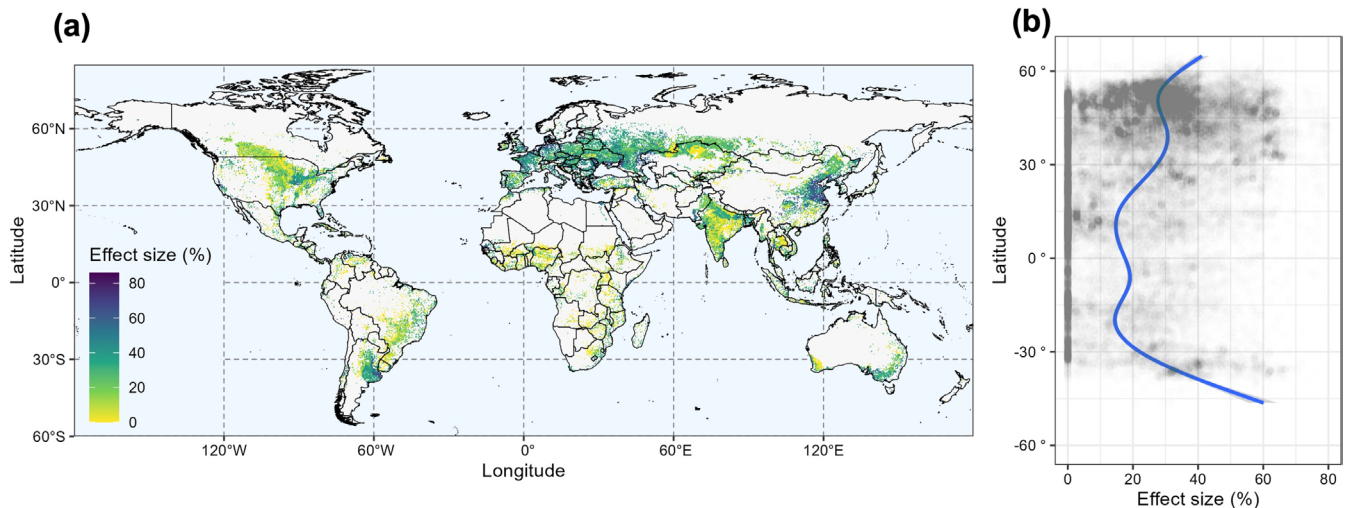 (a)
(b)
60°N
30°N
0°
30°S
60°S
Latitude
Effect size (%)
80
60
40
20
0
120°W
60°W
0°
60°E
120°E
Longitude
60 °
30 °
0 °
-30 °
-60 °
Latitude
0
20
40
60
80
Effect size (%)